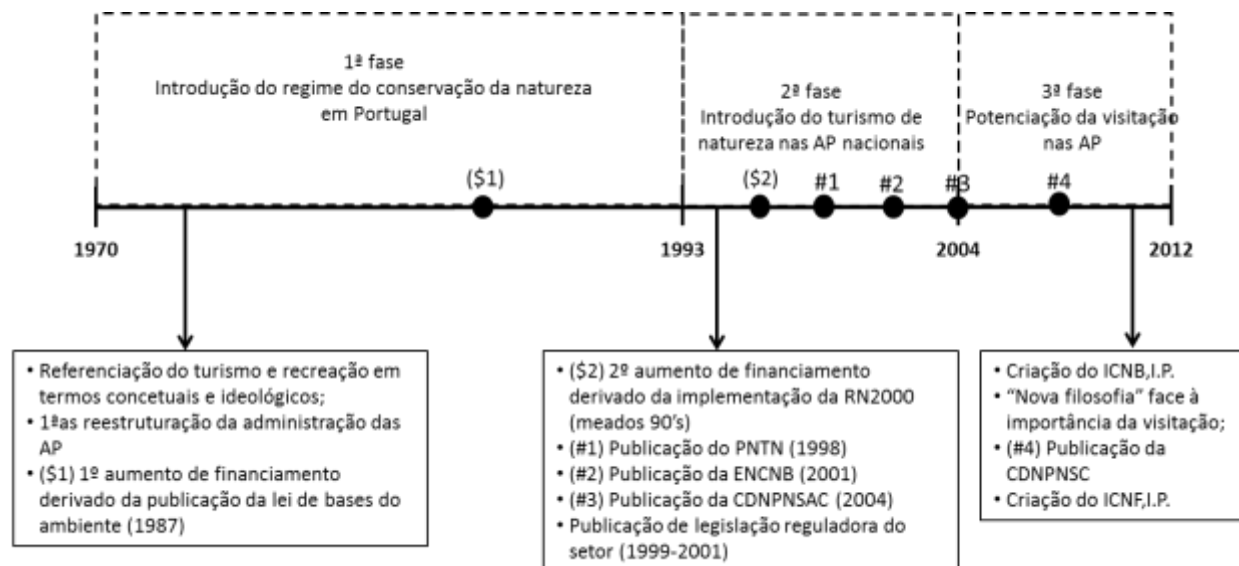 1ª fase
Introdução do regime do conservação da natureza
em Portugal
2ª fase
Introdução do turismo de
natureza nas AP nacionais
3ª fase
Potenciação da visitação
nas AP
($1)
($2)
#1
#2
#3
#4
1970
1993
2004
2012
• Referenciação do turismo e recreação em
termos concetuais e ideológicos;
• 1ªas reestruturação da administração das
AP
• ($1) 1º aumento de financiamento
derivado da publicação da lei de bases do
ambiente (1987)
• ($2) 2º aumento de financiamento
derivado da implementação da RN2000
(meados 90's)
• (#1) Publicação do PNTN (1998)
• (#2) Publicação da ENCNB (2001)
• (#3) Publicação da CDNPNSAC (2004)
• Publicação de legislação reguladora do
setor (1999-2001)
• Criação do ICNB,I.P.
• “Nova filosofia” face à
importância da visitação;
• (#4) Publicação da
CDNPNSC
• Criação do ICNF,I.P.